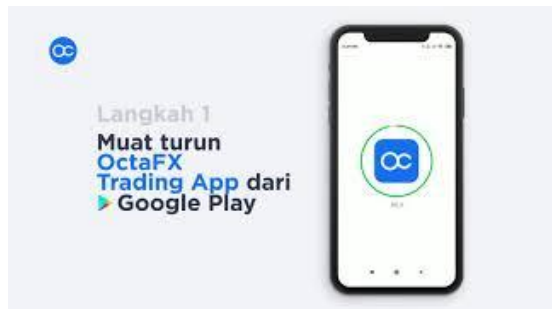 Langkah 1
Muat turun
OctaFX
Trading App dari
Google Play